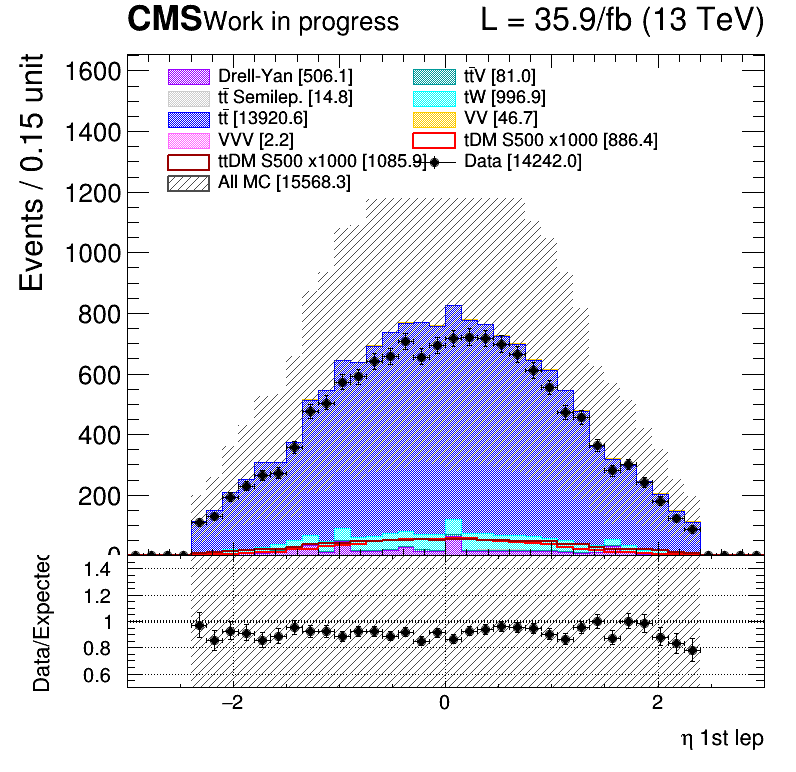 CMS Work in progress L = 35.9/fb (13 TeV)
Events / 0.15 unit
1600
1400
1200
1000
800
600
400
200
0
Drell-Yan [506.1]
tt̄ Semilep. [14.8]
tt̄ [13920.6]
VVV [2.2]
ttDM S500 x1000 [1085.9]
All MC [15568.3]
tt̄V [81.0]
tW [996.9]
VV [46.7]
tDM S500 x1000 [886.4]
Data [14242.0]
Data/Expected
1.4
1.2
1
0.8
0.6
−2 0 2
η 1st lep